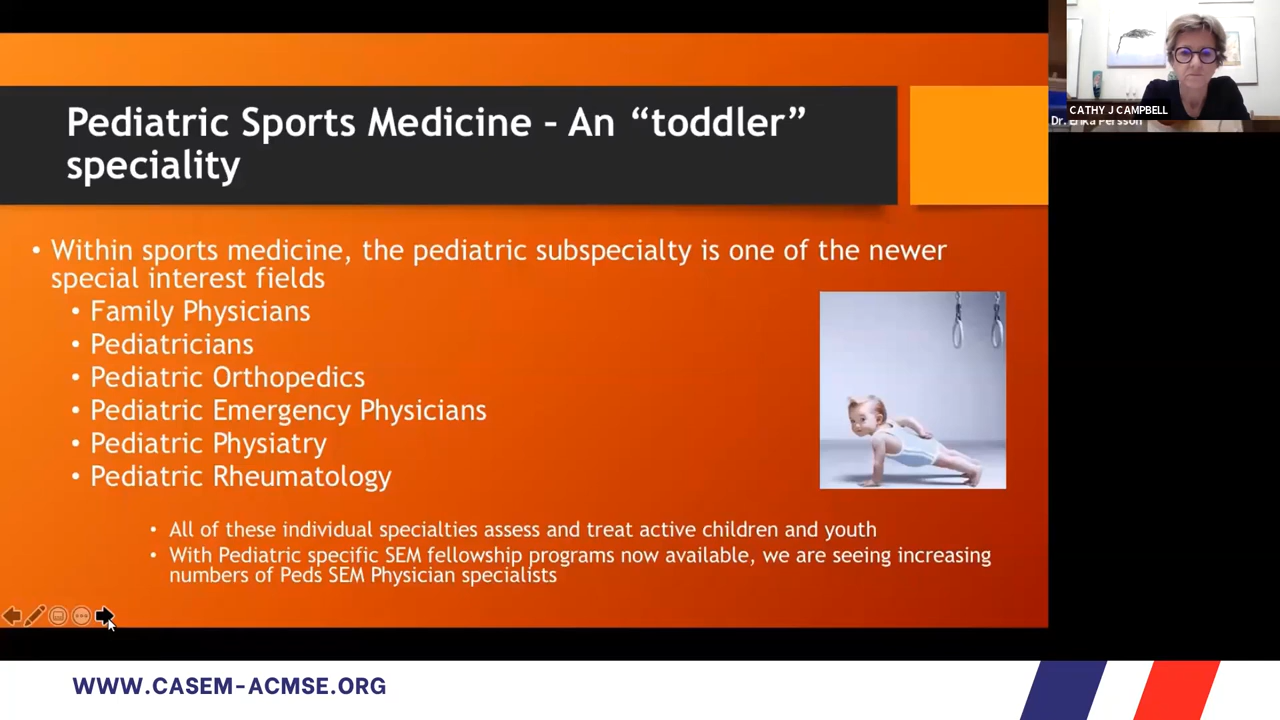 Pediatric Sports Medicine – An “toddler”
speciality
• Within sports medicine, the pediatric subspecialty is one of the newer
special interest fields
• Family Physicians
• Pediatricians
• Pediatric Orthopedics
• Pediatric Emergency Physicians
• Pediatric Physiatry
• Pediatric Rheumatology
• All of these individual specialties assess and treat active children and youth
• With Pediatric specific SEM fellowship programs now available, we are seeing increasing
numbers of Peds SEM Physician specialists
CATHY J CAMPBELL
Dr. Erika Persson
WWW.CASEM-ACMSE.ORG